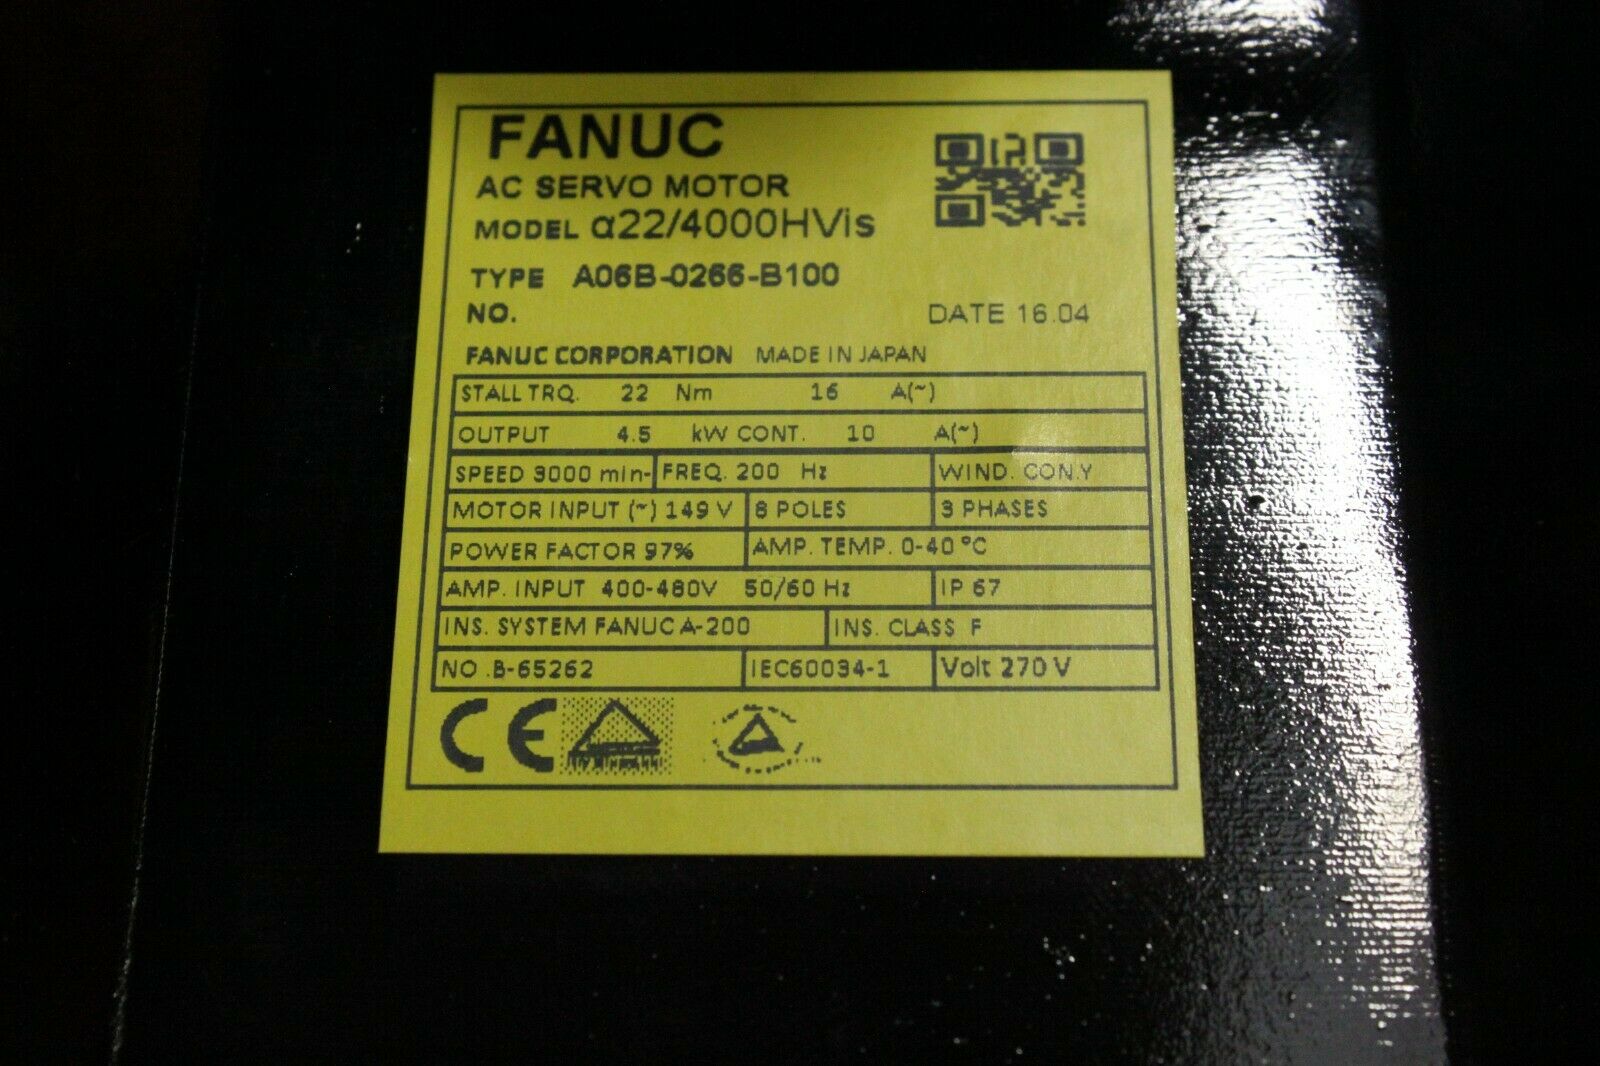 FANUC
AC SERVO MOTOR
MODEL α22/4000HVis
TYPE A06B-0266-B100
NO. DATE 16.04
FANUC CORPORATION MADE IN JAPAN
STALL TRQ. 22 Nm 16 A(~)
OUTPUT 4.5 kW CONT. 10 A(~)
SPEED 3000 min- FREQ. 200 Hz WIND. CON.Y
MOTOR INPUT (~) 149 V 8 POLES 3 PHASES
POWER FACTOR 97% AMP. TEMP. 0-40 °C
AMP. INPUT 400-480V 50/60 Hz IP 67
INS. SYSTEM FANUC A-200 INS. CLASS F
NO .B-65262 IEC60034-1 Volt 270 V
CE